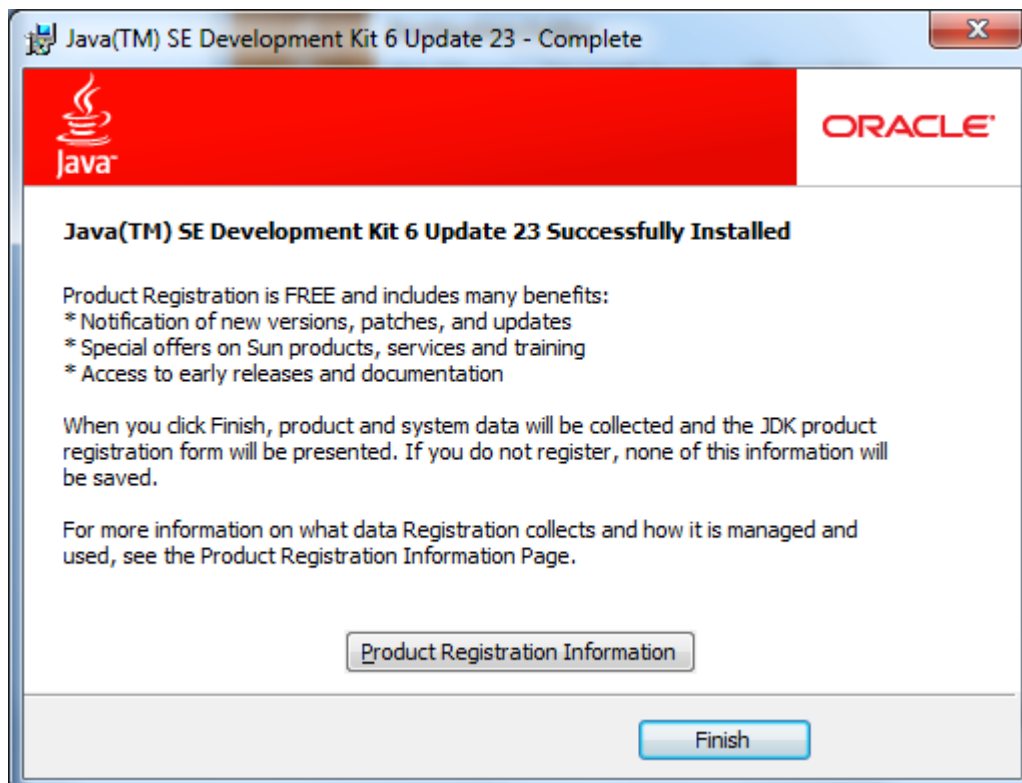 Java(TM) SE Development Kit 6 Update 23 - Complete
Java™
ORACLE®
Java(TM) SE Development Kit 6 Update 23 Successfully Installed
Product Registration is FREE and includes many benefits:
* Notification of new versions, patches, and updates
* Special offers on Sun products, services and training
* Access to early releases and documentation
When you click Finish, product and system data will be collected and the JDK product
registration form will be presented. If you do not register, none of this information will
be saved.
For more information on what data Registration collects and how it is managed and
used, see the Product Registration Information Page.
Product Registration Information
Finish